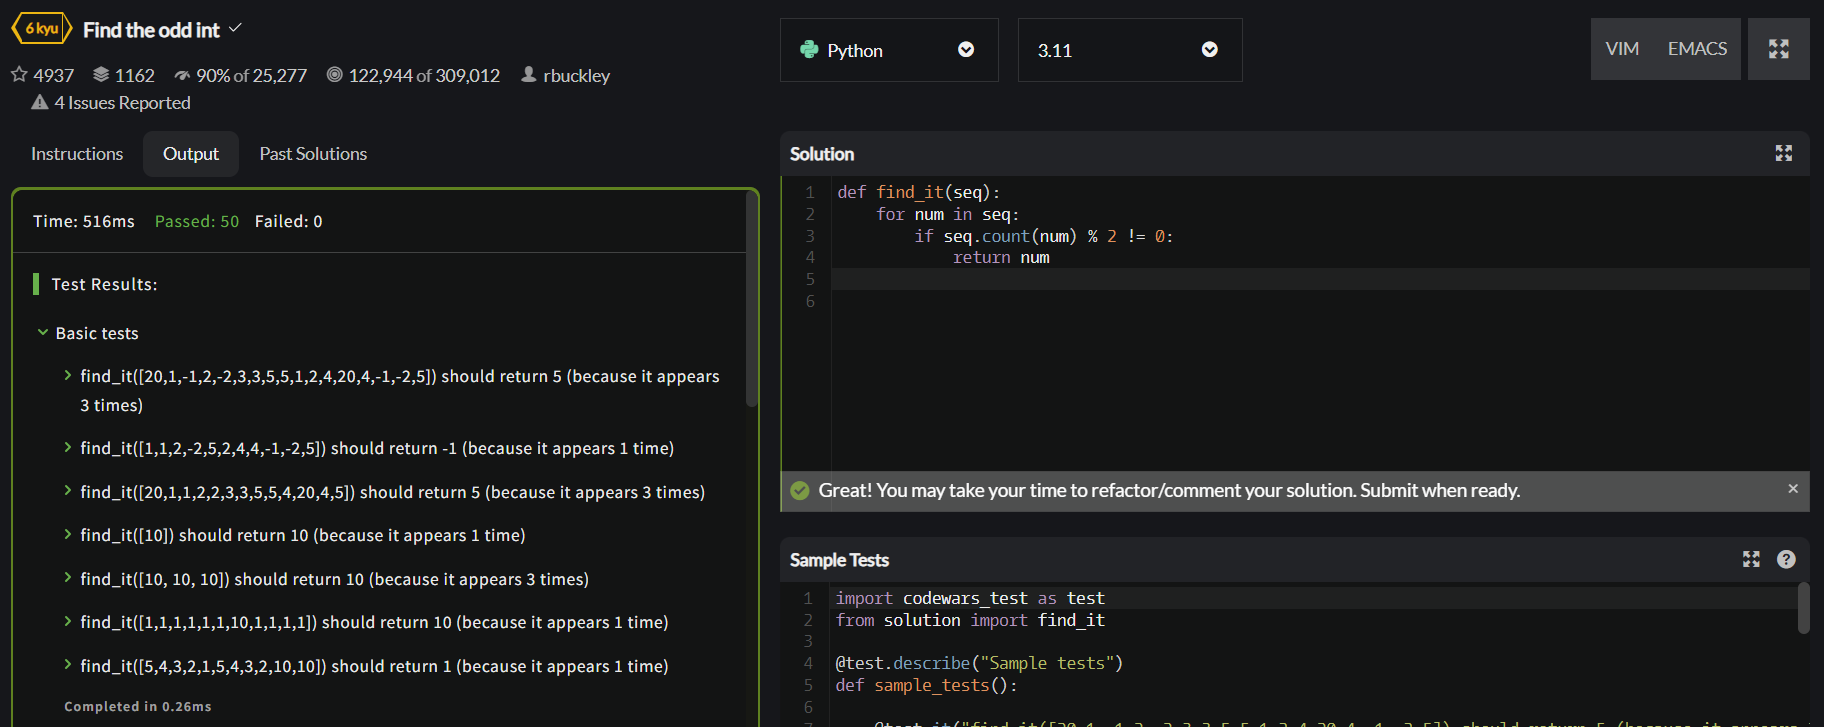 6 kyu Find the odd int
4937 1162 90% of 25,277 122,944 of 309,012 rbuckley
4 Issues Reported
Instructions Output Past Solutions
Time: 516ms Passed: 50 Failed: 0
Test Results:
Basic tests
find_it([20,1,-1,2,-2,3,3,5,5,1,2,4,20,4,-1,-2,5]) should return 5 (because it appears
3 times)
find_it([1,1,2,-2,5,2,4,4,-1,-2,5]) should return -1 (because it appears 1 time)
find_it([20,1,1,2,2,3,3,5,5,4,20,4,5]) should return 5 (because it appears 3 times)
find_it([10]) should return 10 (because it appears 1 time)
find_it([10, 10, 10]) should return 10 (because it appears 3 times)
find_it([1,1,1,1,1,1,10,1,1,1,1]) should return 10 (because it appears 1 time)
find_it([5,4,3,2,1,5,4,3,2,10,10]) should return 1 (because it appears 1 time)
Completed in 0.26ms
Python 3.11 VIM EMACS
Solution
1 def find_it(seq):
2 for num in seq:
3 if seq.count(num) % 2 != 0:
4 return num
5
6
Great! You may take your time to refactor/comment your solution. Submit when ready. ×
Sample Tests ?
1 import codewars_test as test
2 from solution import find_it
3
4 @test.describe("Sample tests")
5 def sample_tests():
6